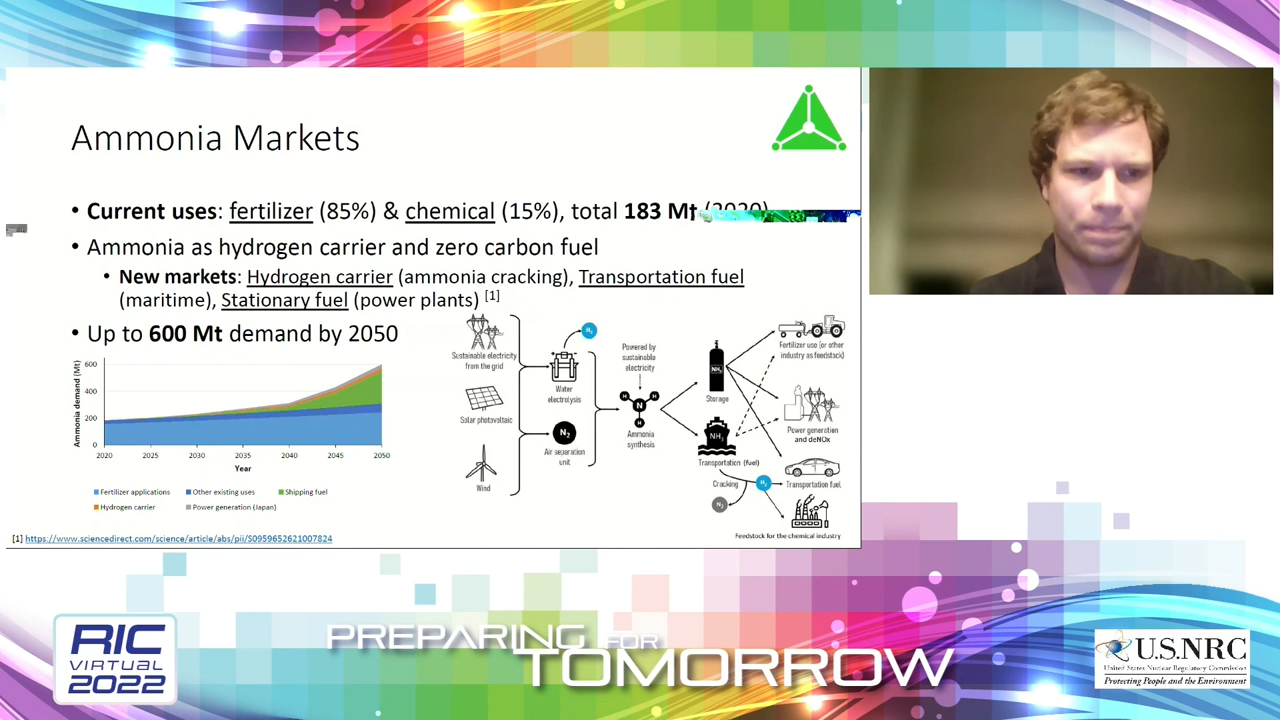 Ammonia Markets
• Current uses: fertilizer (85%) & chemical (15%), total 183 Mt (2020)
• Ammonia as hydrogen carrier and zero carbon fuel
• New markets: Hydrogen carrier (ammonia cracking), Transportation fuel
(maritime), Stationary fuel (power plants) [1]
• Up to 600 Mt demand by 2050
Ammonia demand (Mt)
600
400
200
0
2020 2025 2030 2035 2040 2045 2050
Year
Fertilizer applications Other existing uses Shipping fuel
Hydrogen carrier Power generation (Japan)
Sustainable electricity
from the grid
Solar photovoltaic
Wind
Water
electrolysis
N2
Air separation
unit
Powered by
sustainable
electricity
H H
N
H
Ammonia
synthesis
NH3
Storage
NH3
Transportation (fuel)
Cracking
Fertilizer use (or other
industry as feedstock)
Power generation
and deNOx
Transportation fuel
Feedstock for the chemical industry
[1] https://www.sciencedirect.com/science/article/abs/pii/S0959652621007824
RIC
VIRTUAL
2022
PREPARING FOR
TOMORROW
U.S.NRC
United States Nuclear Regulatory Commission
Protecting People and the Environment